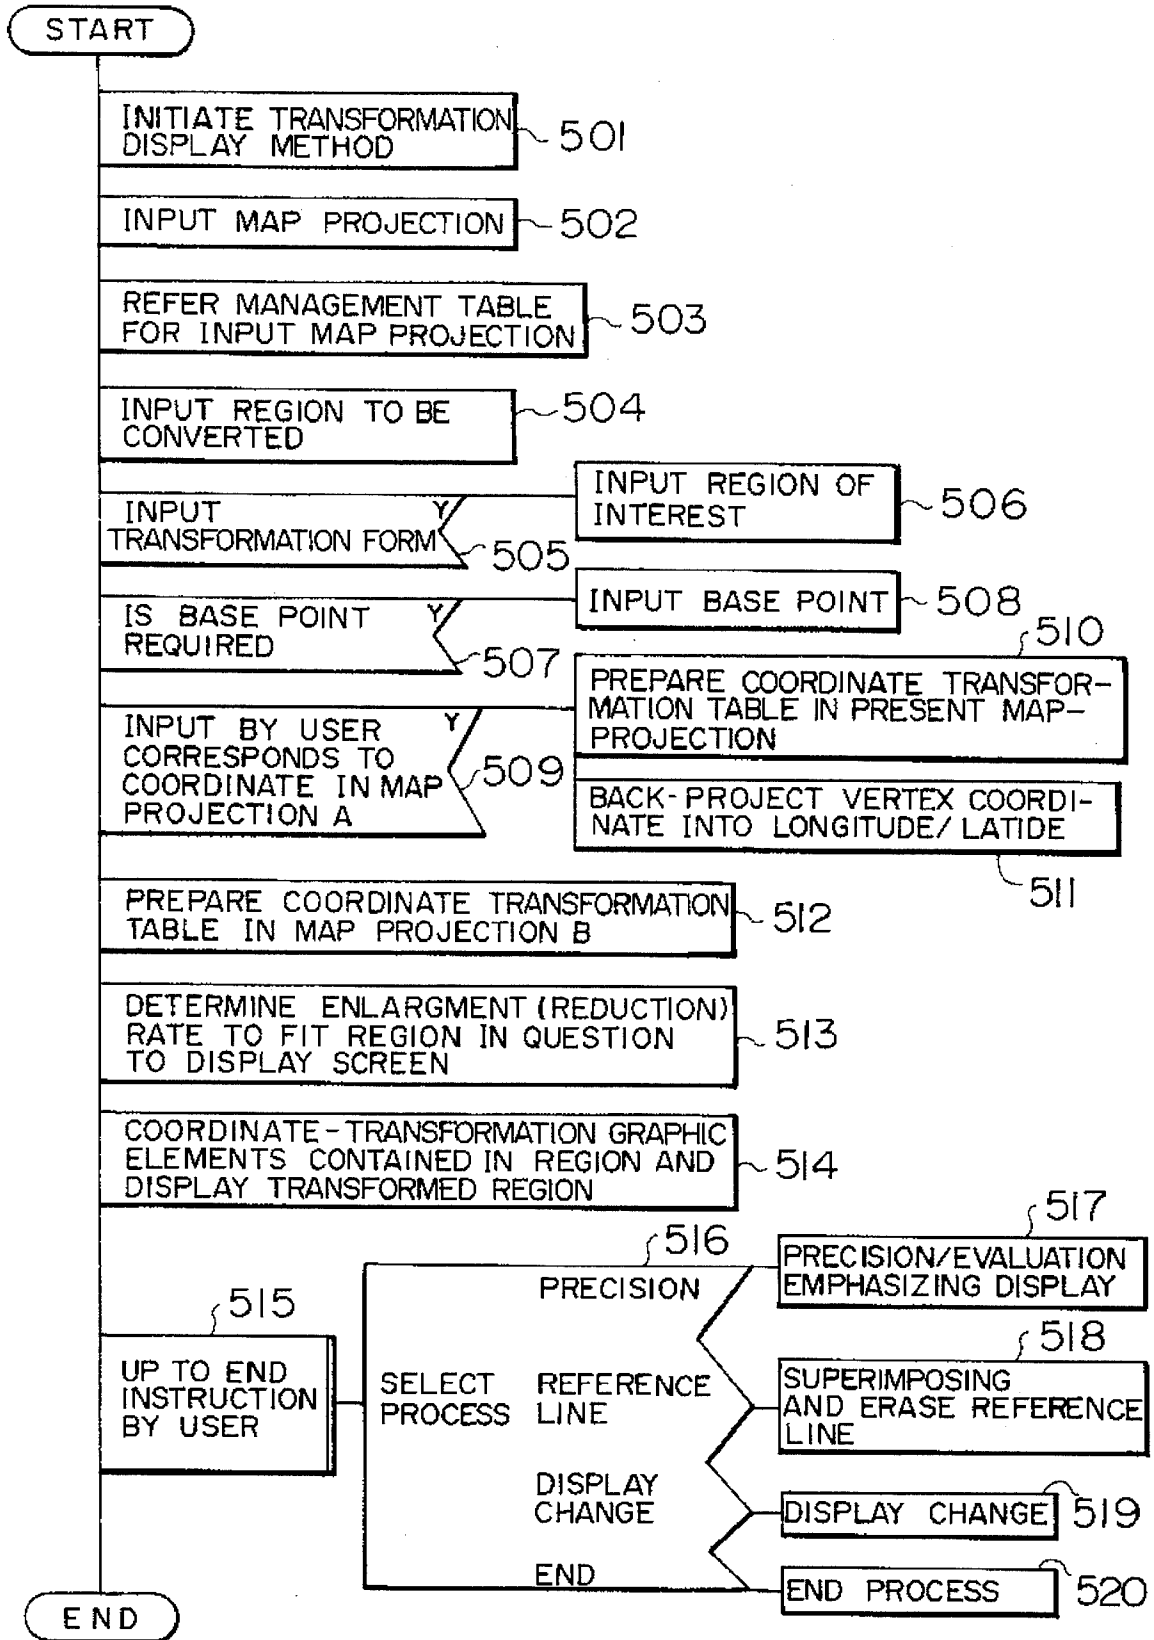 START
INITIATE TRANSFORMATION
DISPLAY METHOD
501
INPUT MAP PROJECTION
502
REFER MANAGEMENT TABLE
FOR INPUT MAP PROJECTION
503
INPUT REGION TO BE
CONVERTED
504
INPUT
TRANSFORMATION FORM
Y
505
INPUT REGION OF
INTEREST
506
IS BASE POINT
REQUIRED
Y
507
INPUT BASE POINT
508
INPUT BY USER
CORRESPONDS TO
COORDINATE IN MAP
PROJECTION A
Y
509
510
PREPARE COORDINATE TRANSFOR-
MATION TABLE IN PRESENT MAP-
PROJECTION
BACK-PROJECT VERTEX COORDI-
NATE INTO LONGITUDE/LATIDE
511
PREPARE COORDINATE TRANSFORMATION
TABLE IN MAP PROJECTION B
512
DETERMINE ENLARGMENT (REDUCTION)
RATE TO FIT REGION IN QUESTION
TO DISPLAY SCREEN
513
COORDINATE-TRANSFORMATION GRAPHIC
ELEMENTS CONTAINED IN REGION AND
DISPLAY TRANSFORMED REGION
514
515
UP TO END
INSTRUCTION
BY USER
516
SELECT
PROCESS
PRECISION
517
PRECISION/EVALUATION
EMPHASIZING DISPLAY
REFERENCE
LINE
518
SUPERIMPOSING
AND ERASE REFERENCE
LINE
DISPLAY
CHANGE
DISPLAY CHANGE
519
END
END PROCESS
520
END